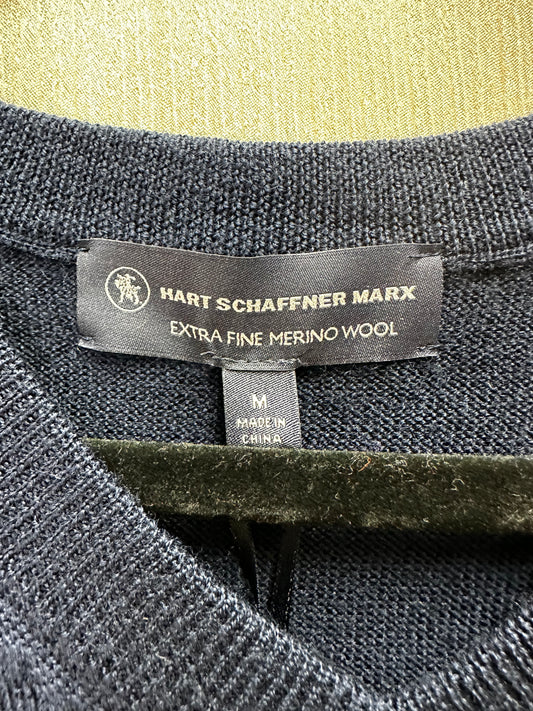 HART SCHAFFNER MARX
EXTRA FINE MERINO WOOL
M
MADE IN
CHINA